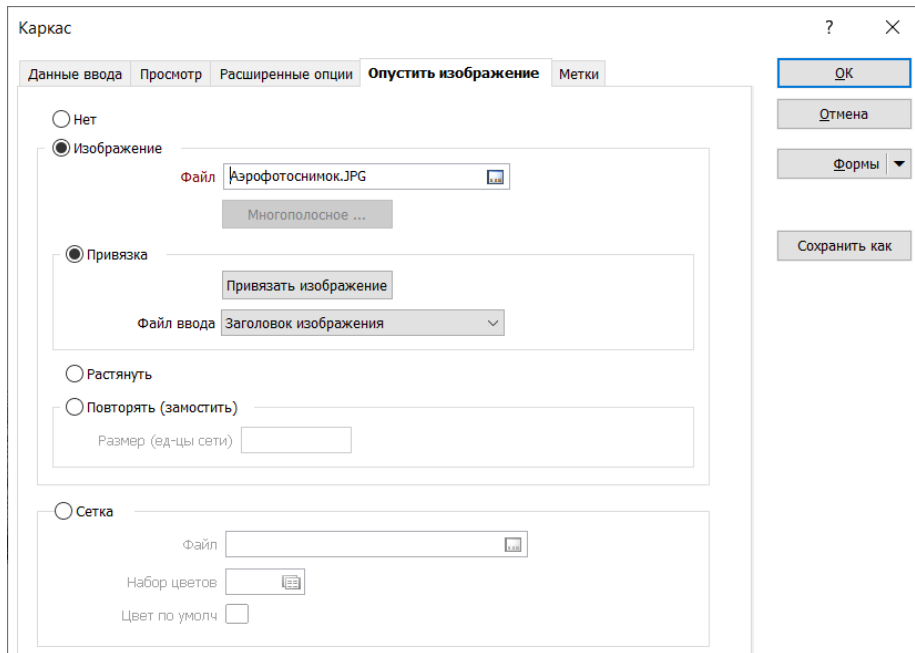 Каркас ?
Данные ввода Просмотр Расширенные опции Опустить изображение Метки
OK
Отмена
Формы
Сохранить как
Нет
Изображение
Файл Аэрофотоснимок.JPG
Многополосное ...
Привязка
Привязать изображение
Файл ввода Заголовок изображения
Растянуть
Повторять (замостить)
Размер (ед-цы сети)
Сетка
Файл
Набор цветов
Цвет по умолч